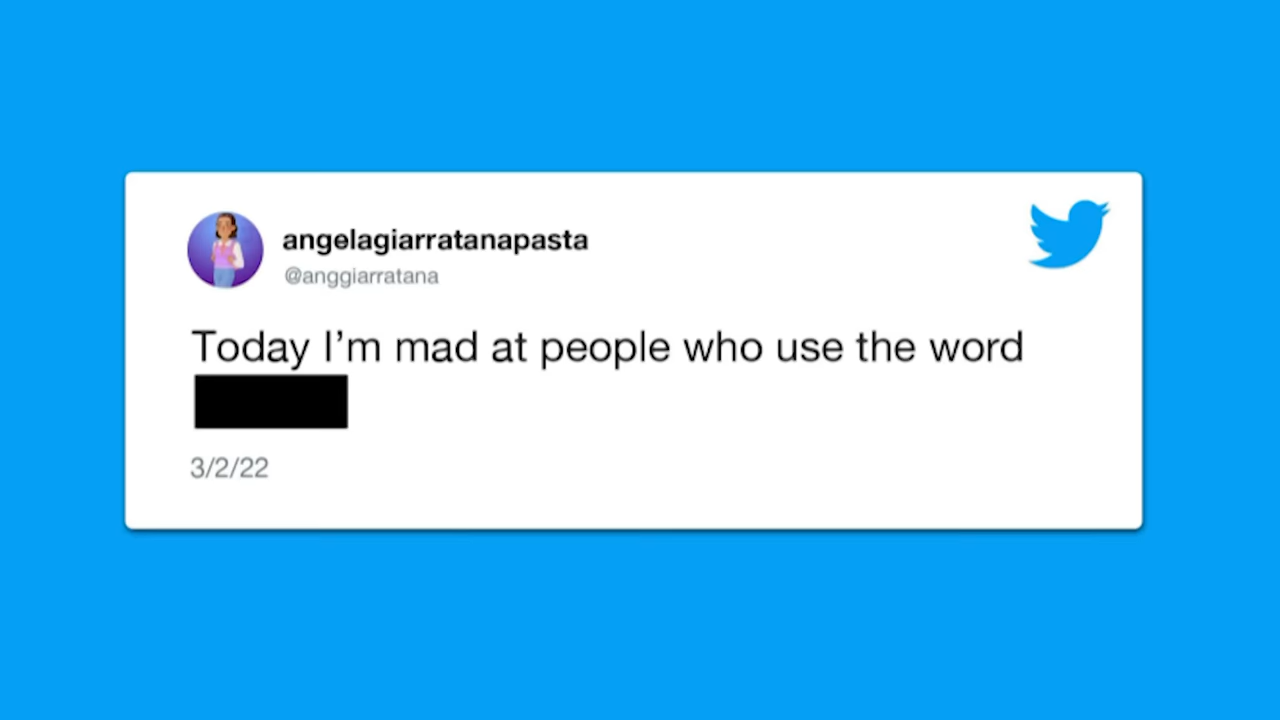 angelagiarratanapasta
@anggiarratana
Today I’m mad at people who use the word
3/2/22